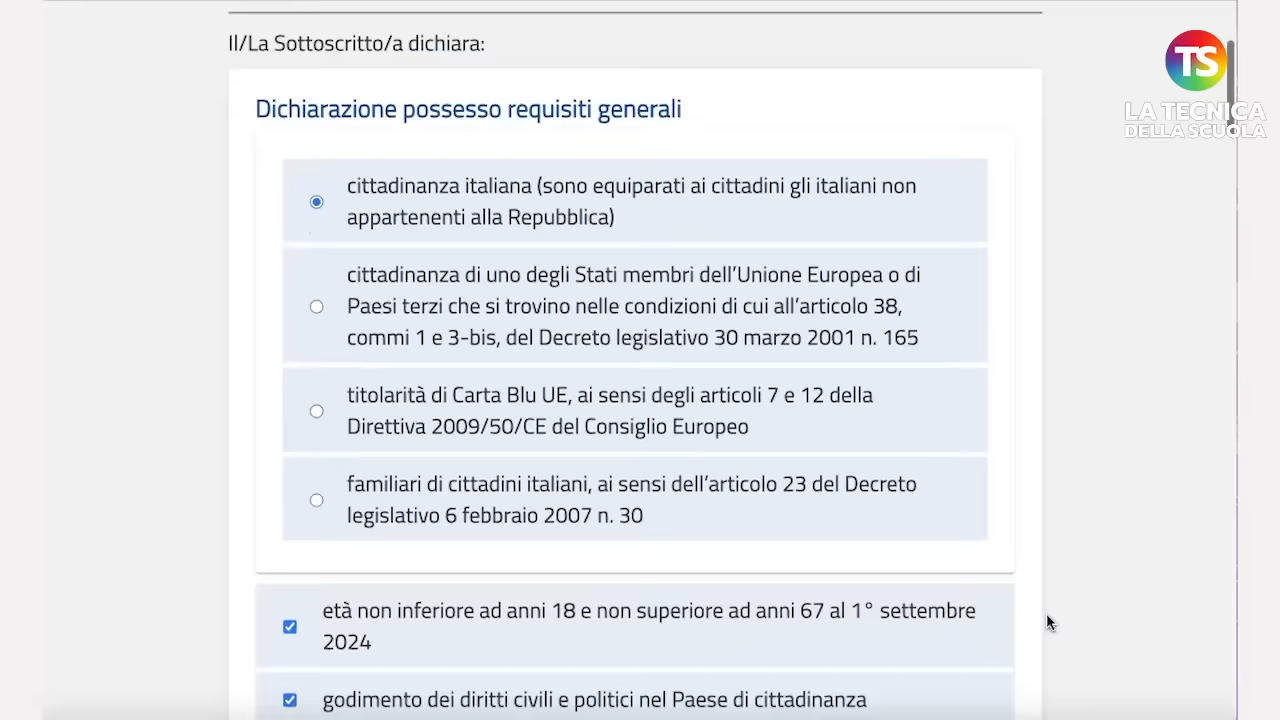 Il/La Sottoscritto/a dichiara:
TS
LA TECNICA
DELLA SCUOLA
Dichiarazione possesso requisiti generali
cittadinanza italiana (sono equiparati ai cittadini gli italiani non
appartenenti alla Repubblica)
cittadinanza di uno degli Stati membri dell’Unione Europea o di
Paesi terzi che si trovino nelle condizioni di cui all’articolo 38,
commi 1 e 3-bis, del Decreto legislativo 30 marzo 2001 n. 165
titolarità di Carta Blu UE, ai sensi degli articoli 7 e 12 della
Direttiva 2009/50/CE del Consiglio Europeo
familiari di cittadini italiani, ai sensi dell’articolo 23 del Decreto
legislativo 6 febbraio 2007 n. 30
età non inferiore ad anni 18 e non superiore ad anni 67 al 1° settembre
2024
godimento dei diritti civili e politici nel Paese di cittadinanza